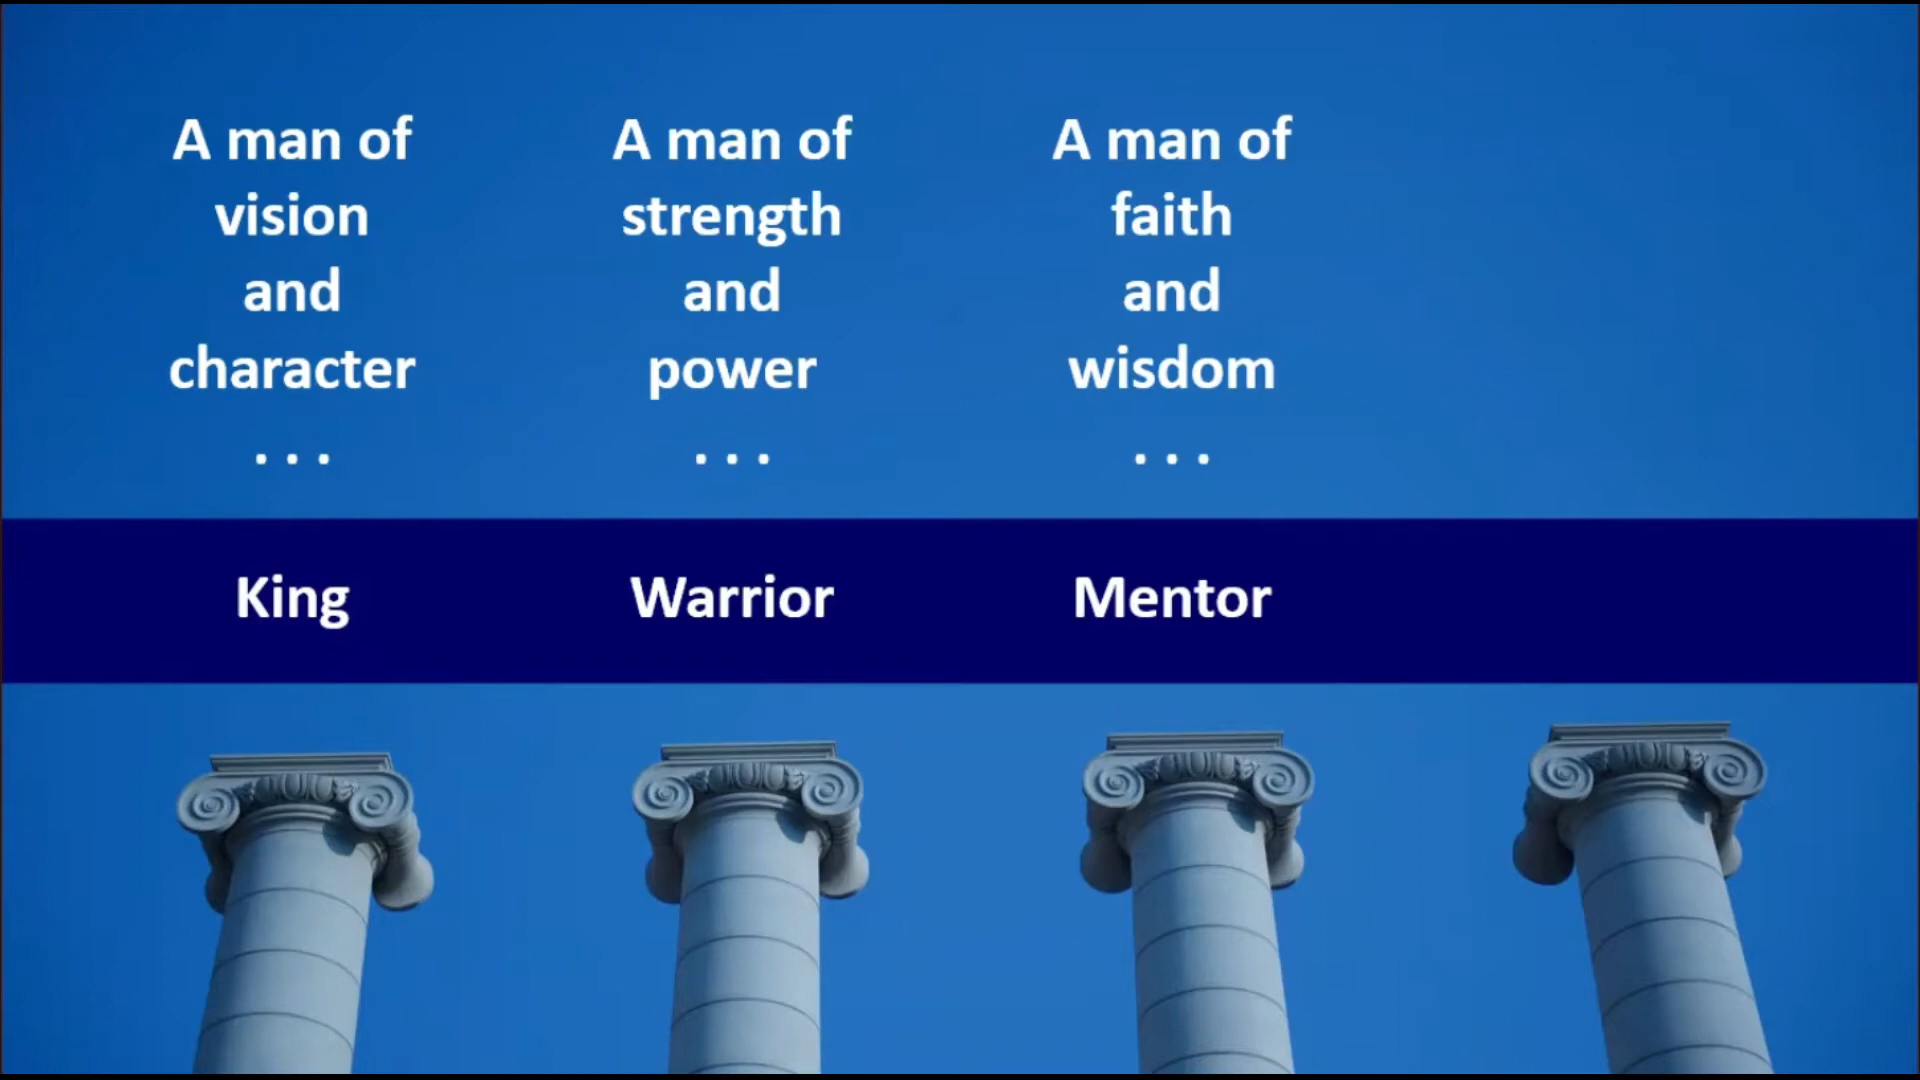 A man of
vision
and
character
. . .
A man of
strength
and
power
. . .
A man of
faith
and
wisdom
. . .
King
Warrior
Mentor